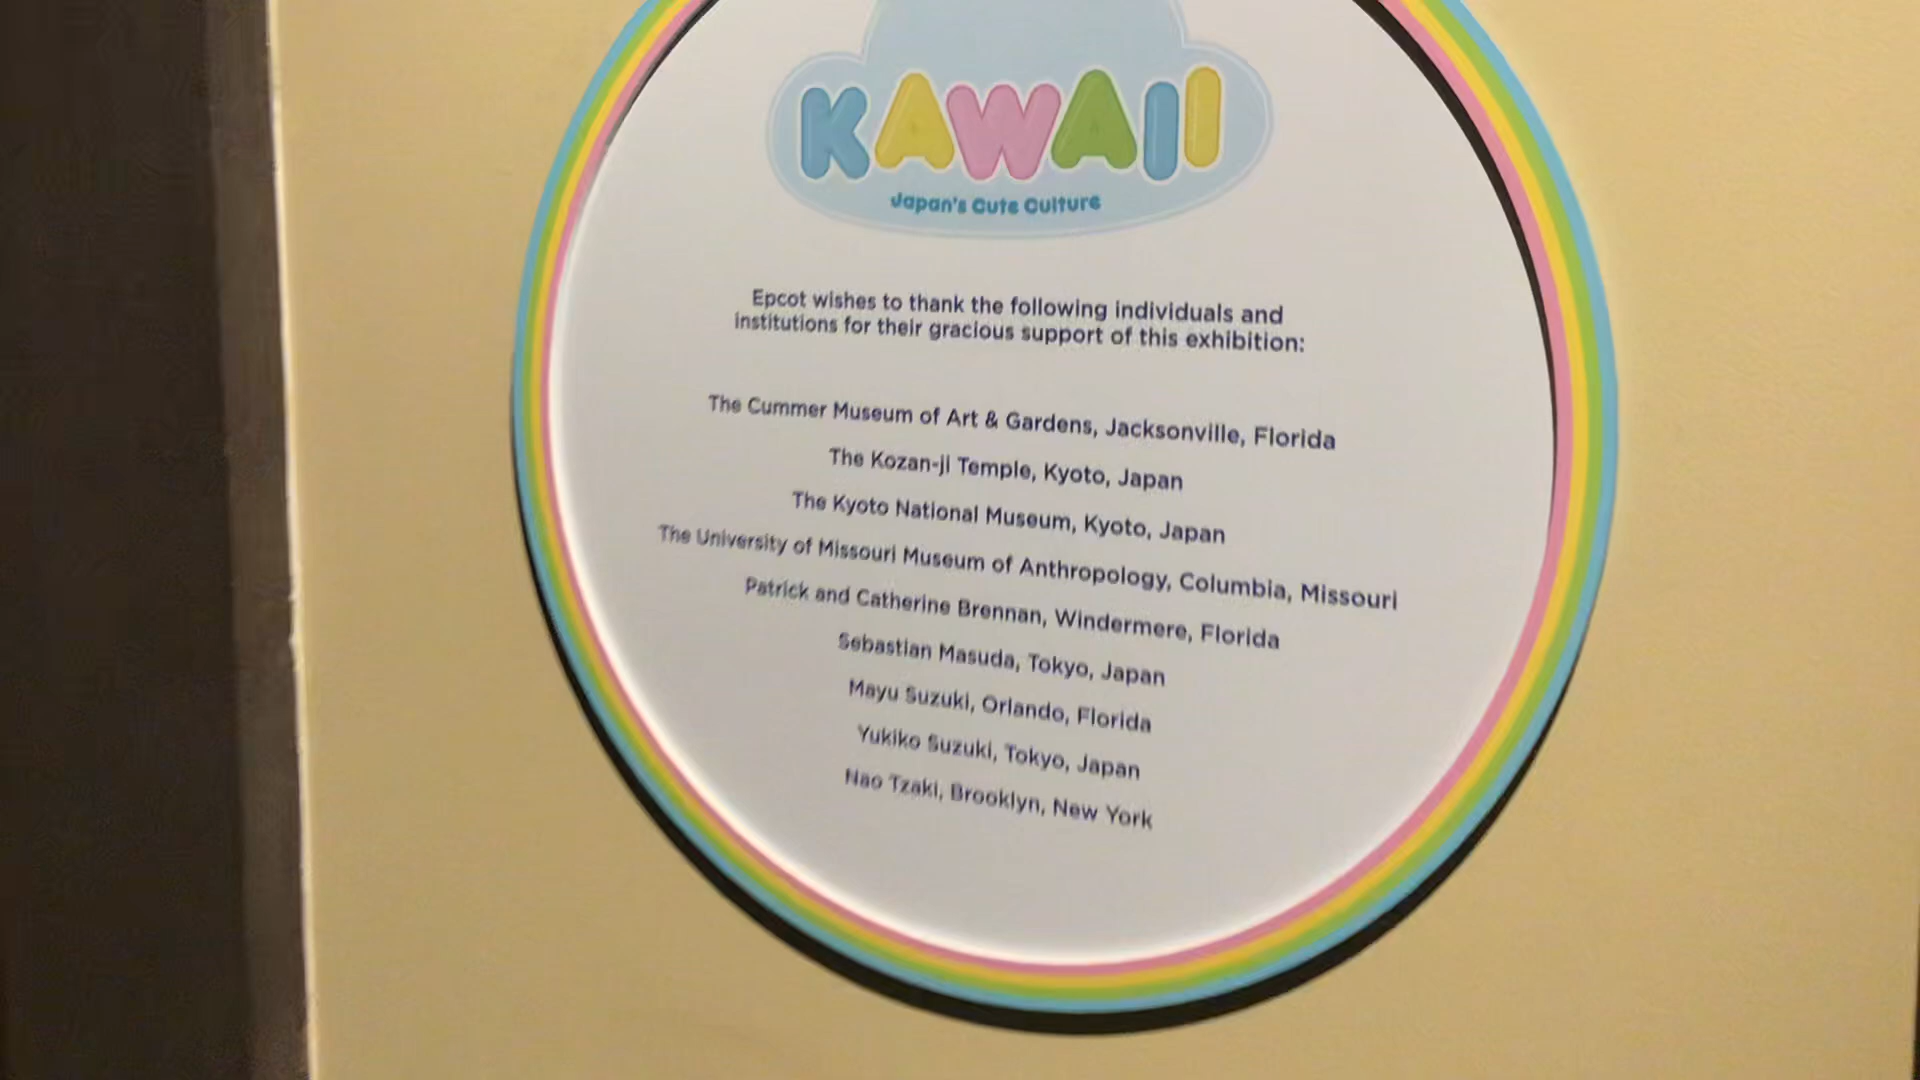 KAWAII
Japan's Cute Culture
Epcot wishes to thank the following individuals and
institutions for their gracious support of this exhibition:
The Cummer Museum of Art & Gardens, Jacksonville, Florida
The Kozan-ji Temple, Kyoto, Japan
The Kyoto National Museum, Kyoto, Japan
The University of Missouri Museum of Anthropology, Columbia, Missouri
Patrick and Catherine Brennan, Windermere, Florida
Sebastian Masuda, Tokyo, Japan
Mayu Suzuki, Orlando, Florida
Yukiko Suzuki, Tokyo, Japan
Nao Tzaki, Brooklyn, New York